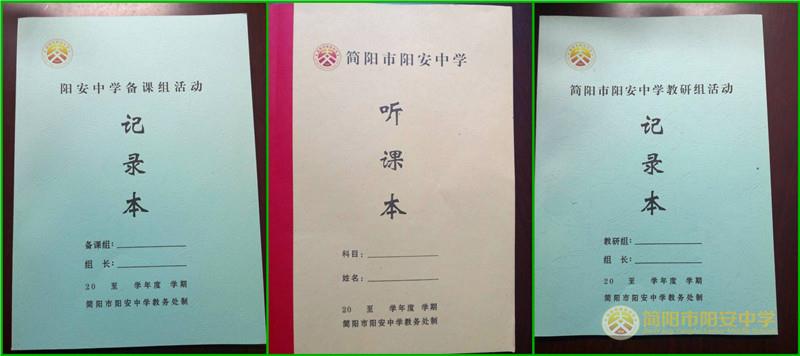 阳安中学备课组活动
记
录
本
备课组：
组 长：
20 至 学年度 学期
简阳市阳安中学教务处制
简阳市阳安中学
听
课
本
科目：
姓名：
20 至 学年度 学期
简阳市阳安中学教务处制
简阳市阳安中学教研组活动
记
录
本
教研组：
组 长：
20 至 学年度 学期
简阳市阳安中学教务处制
简阳市阳安中学